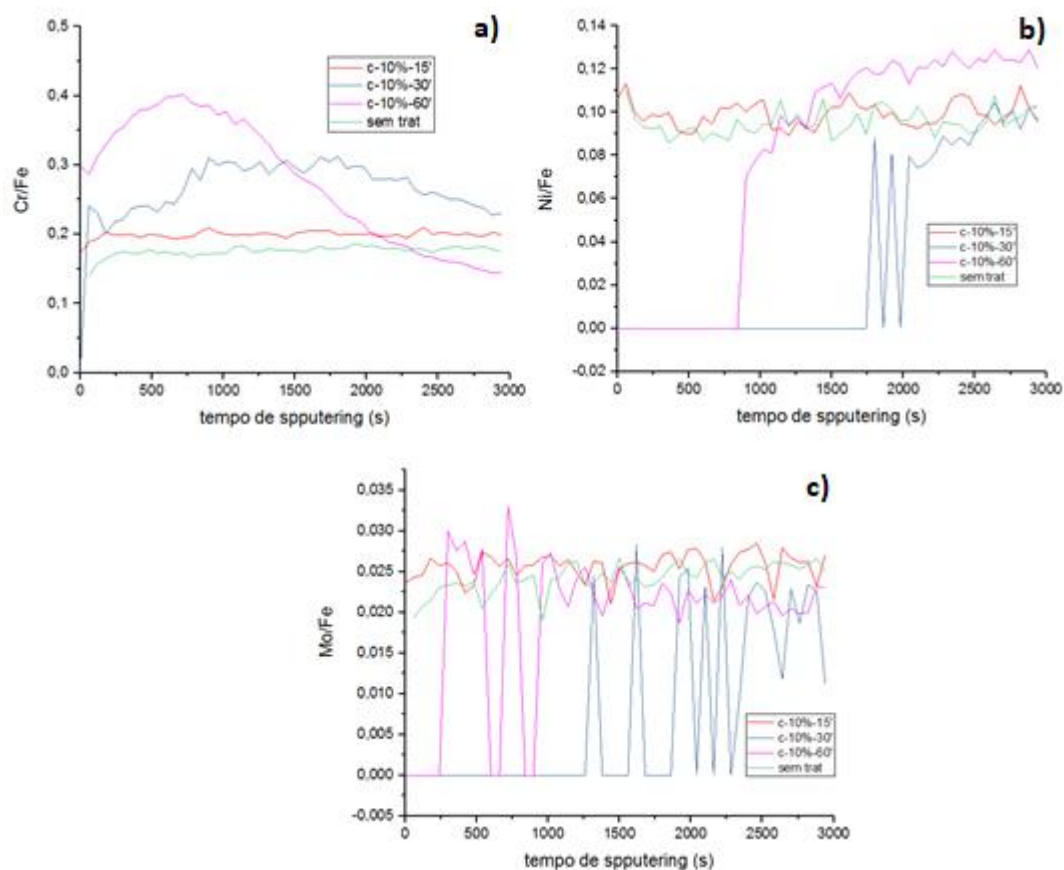 a)
0,5
0,4
0,3
0,2
0,1
0,0
Cr/Fe
c-10%-15'
c-10%-30'
c-10%-60'
sem trat
0 500 1000 1500 2000 2500 3000
tempo de spputering (s)
b)
0,14
0,12
0,10
0,08
0,06
0,04
0,02
0,00
-0,02
Ni/Fe
c-10%-15'
c-10%-30'
c-10%-60'
sem trat
0 500 1000 1500 2000 2500 3000
tempo de spputering (s)
c)
0,035
0,030
0,025
0,020
0,015
0,010
0,005
0,000
-0,005
Mo/Fe
c-10%-15'
c-10%-30'
c-10%-60'
sem trat
0 500 1000 1500 2000 2500 3000
tempo de spputering (s)